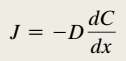 J = −D dC/dx